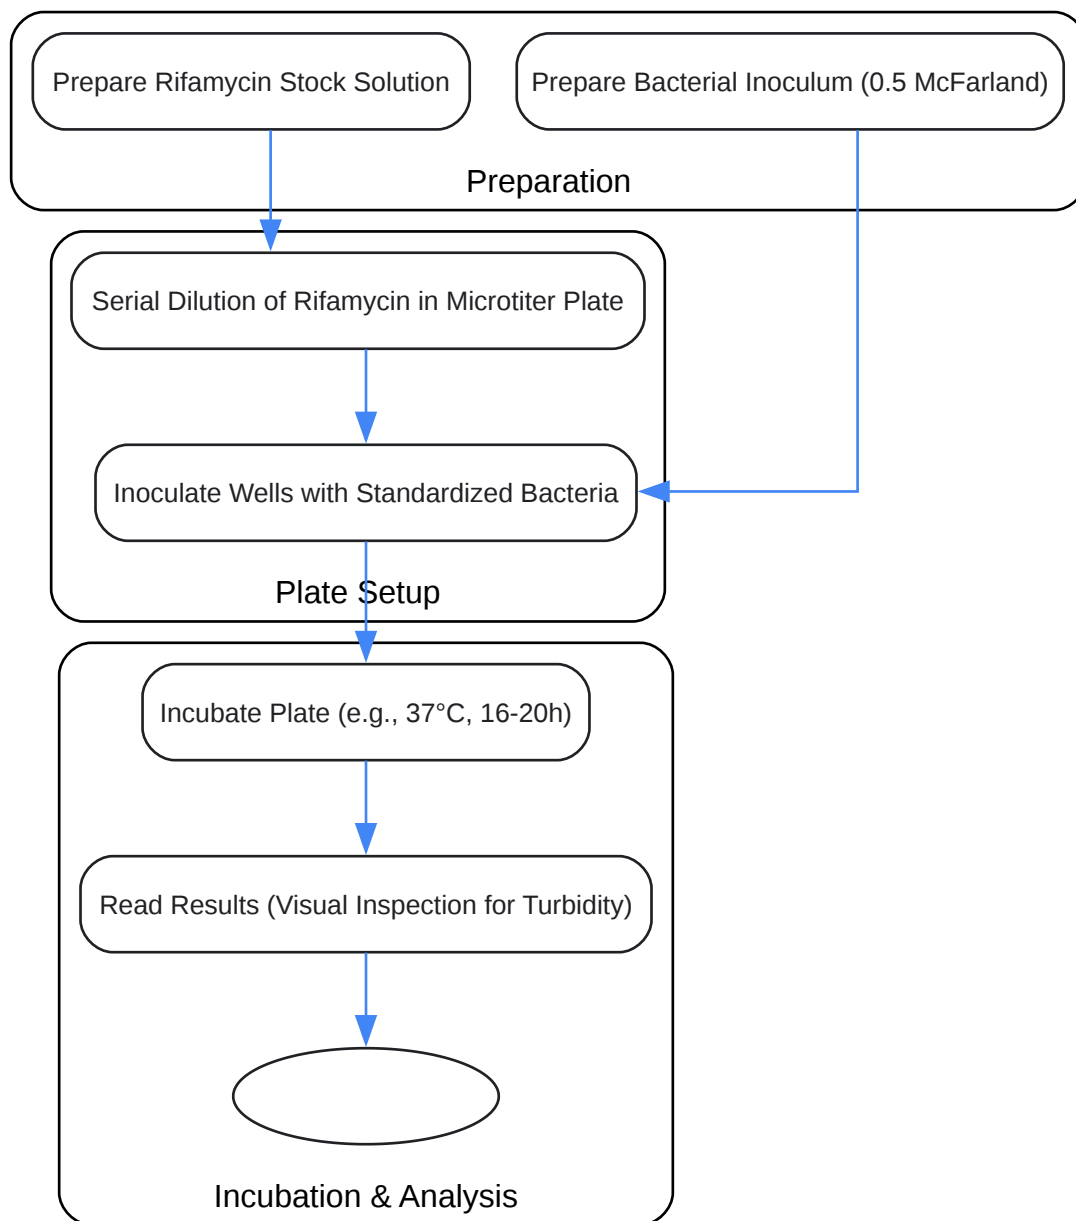 Prepare Rifamycin Stock Solution
Prepare Bacterial Inoculum (0.5 McFarland)
Preparation
Serial Dilution of Rifamycin in Microtiter Plate
Inoculate Wells with Standardized Bacteria
Plate Setup
Incubate Plate (e.g., 37°C, 16-20h)
Read Results (Visual Inspection for Turbidity)
Incubation & Analysis